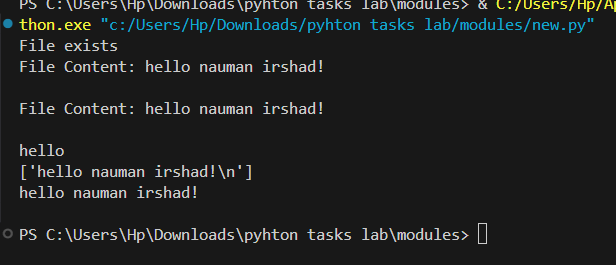 PS C:\Users\Hp\Downloads\pyhton tasks lab\modules> & C:/Users/Hp/Ap
thon.exe "c:/Users/Hp/Downloads/pyhton tasks lab/modules/new.py"
File exists
File Content: hello nauman irshad!
File Content: hello nauman irshad!
hello
['hello nauman irshad!\n']
hello nauman irshad!
PS C:\Users\Hp\Downloads\pyhton tasks lab\modules>